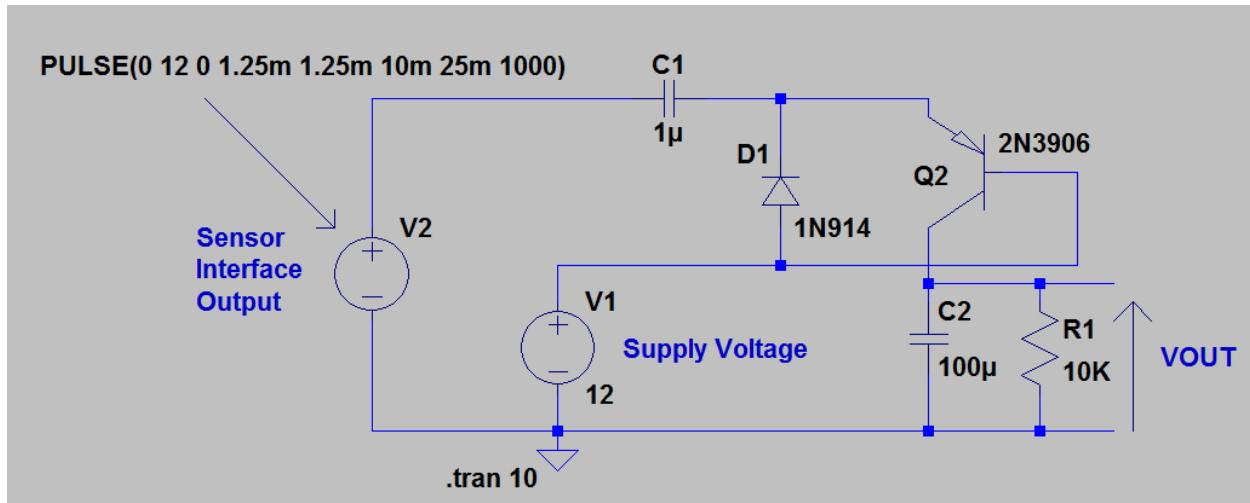 PULSE(0 12 0 1.25m 1.25m 10m 25m 1000)
C1
1µ
D1
1N914
2N3906
Q2
V2
Sensor
Interface
Output
V1
Supply Voltage
12
C2
100µ
R1
10K
VOUT
.tran 10